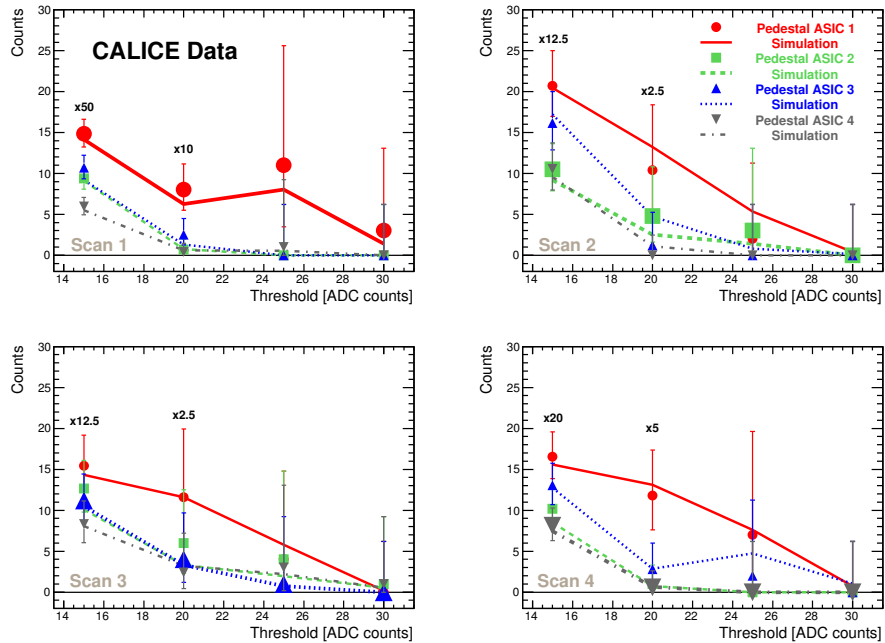 Counts
30
25
20
15
10
5
0
CALICE Data
x50
x10
Scan 1
14 16 18 20 22 24 26 28 30
Threshold [ADC counts]
Counts
30
25
20
15
10
5
0
x12.5
x2.5
Pedestal ASIC 1
Simulation
Pedestal ASIC 2
Simulation
Pedestal ASIC 3
Simulation
Pedestal ASIC 4
Simulation
Scan 2
14 16 18 20 22 24 26 28 30
Threshold [ADC counts]
Counts
30
25
20
15
10
5
0
x12.5
x2.5
Scan 3
14 16 18 20 22 24 26 28 30
Threshold [ADC counts]
Counts
30
25
20
15
10
5
0
x20
x5
Scan 4
14 16 18 20 22 24 26 28 30
Threshold [ADC counts]